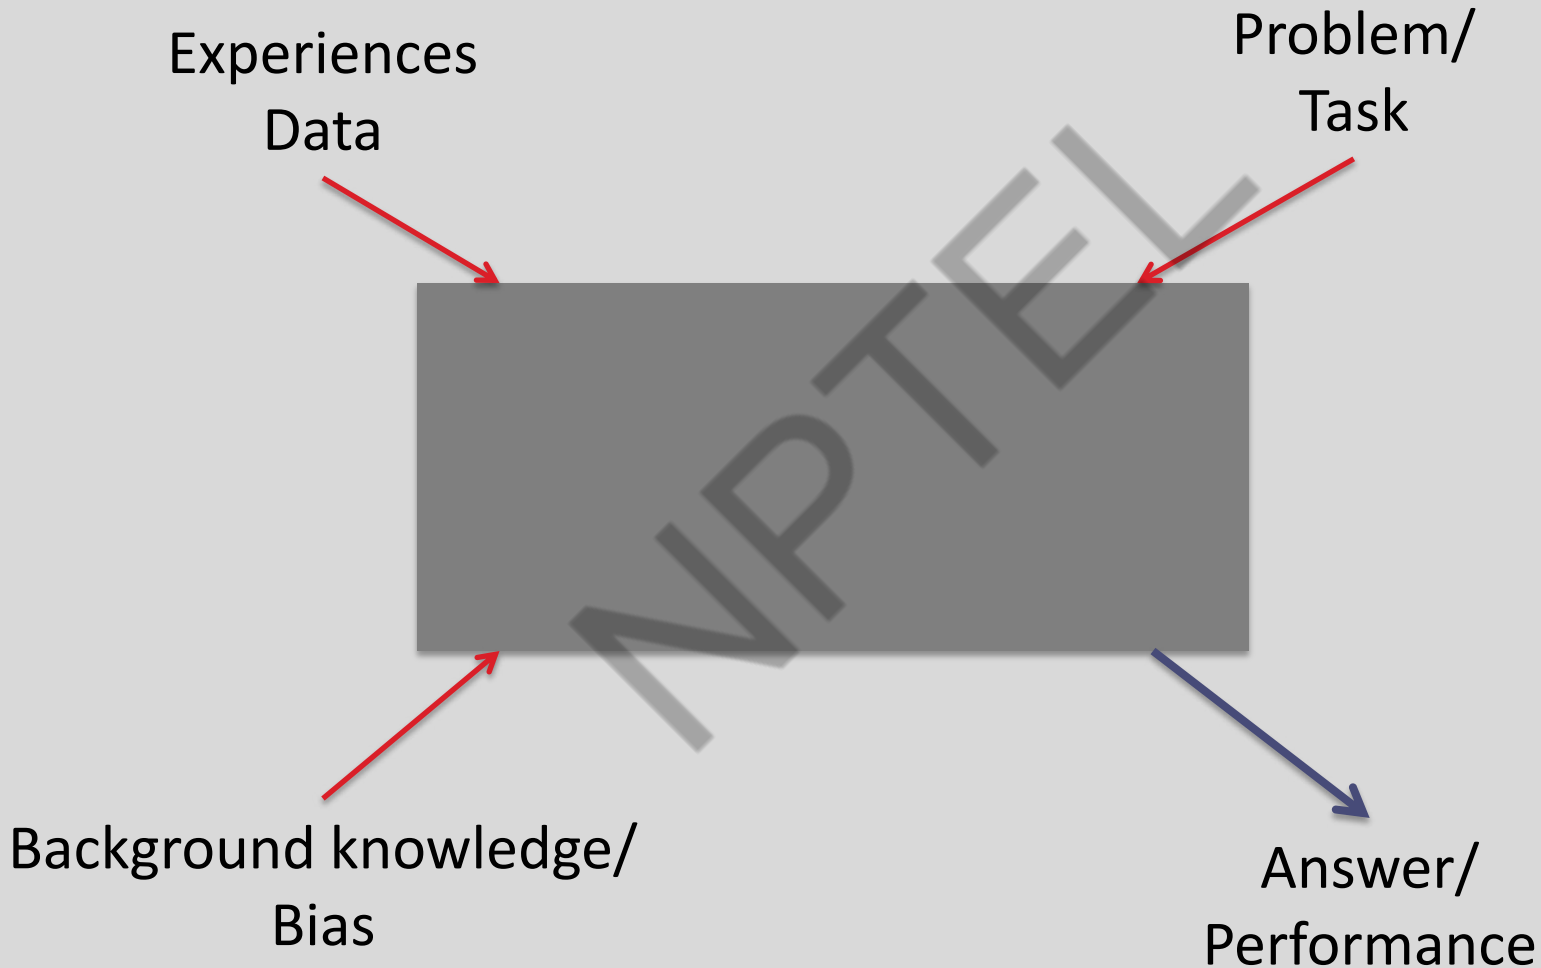 Experiences
Data
Problem/
Task
NPTEL
Background knowledge/
Bias
Answer/
Performance